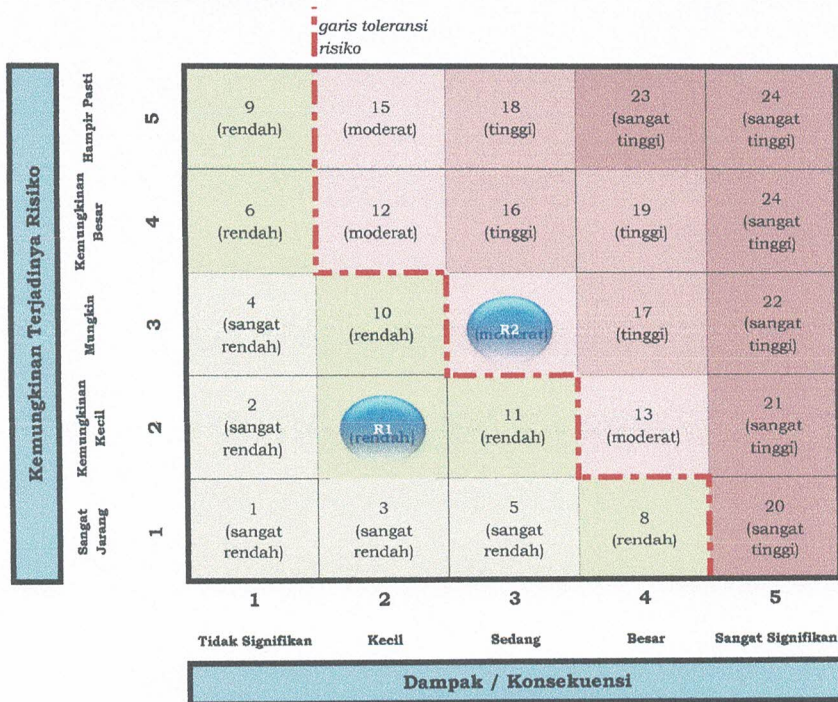 garis toleransi
risiko
Kemungkinan Terjadinya Risiko
Hampir Pasti
5
9
(rendah)
15
(moderat)
18
(tinggi)
23
(sangat
tinggi)
24
(sangat
tinggi)
Kemungkinan
Besar
4
6
(rendah)
12
(moderat)
16
(tinggi)
19
(tinggi)
24
(sangat
tinggi)
Mungkin
3
4
(sangat
rendah)
10
(rendah)
R2
(moderat)
17
(tinggi)
22
(sangat
tinggi)
Kemungkinan
Kecil
2
2
(sangat
rendah)
R1
(rendah)
11
(rendah)
13
(moderat)
21
(sangat
tinggi)
Sangat
Jarang
1
1
(sangat
rendah)
3
(sangat
rendah)
5
(sangat
rendah)
8
(rendah)
20
(sangat
tinggi)
1 2 3 4 5
Tidak Signifikan Kecil Sedang Besar Sangat Signifikan
Dampak / Konsekuensi